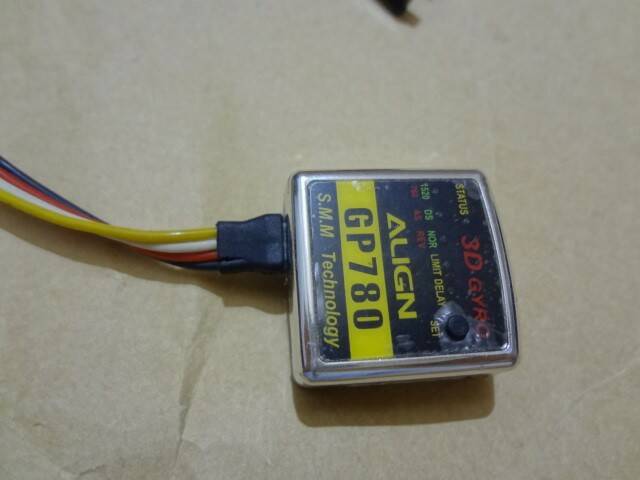 3D GYRO
STATUS
1520 DS NOR LIMIT DELAY SET
760 AS REV
ALIGN
GP780
S.M.M Technology